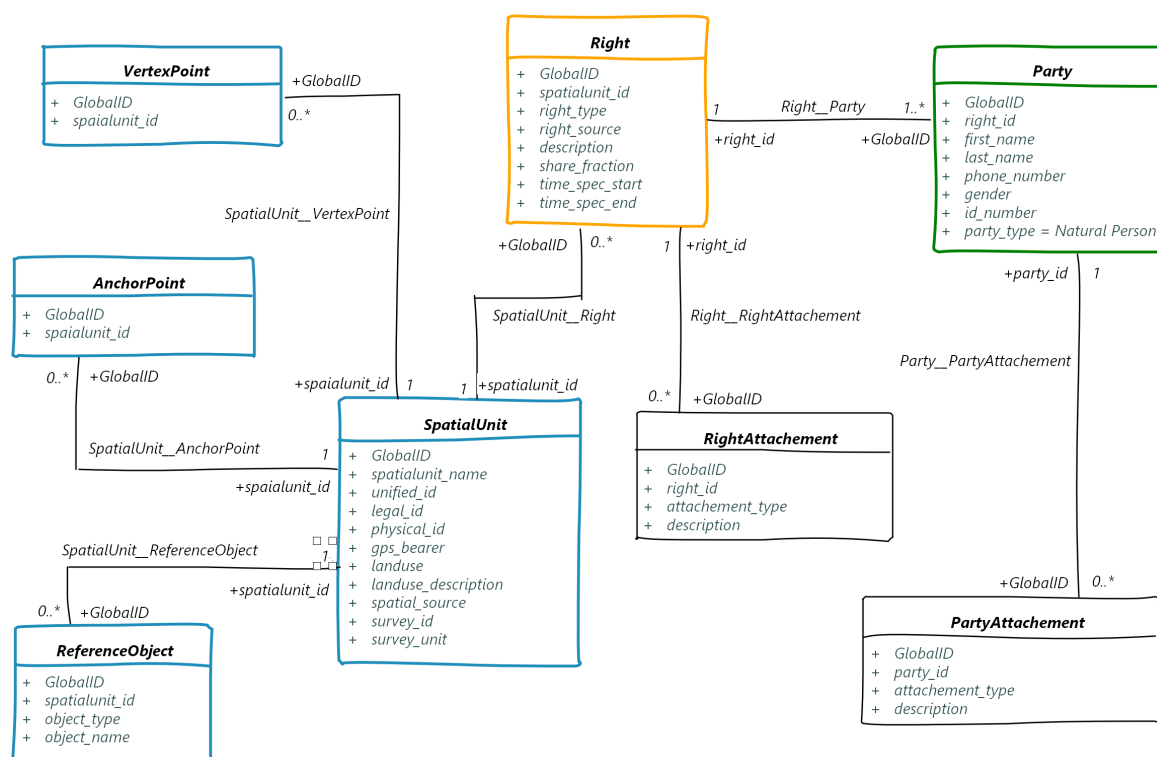 VertexPoint
+ GlobalID
+ spaialunit_id
+GlobalID
0..*
SpatialUnit__VertexPoint
+spaialunit_id
1
Right
+ GlobalID
+ spatialunit_id
+ right_type
+ right_source
+ description
+ share_fraction
+ time_spec_start
+ time_spec_end
1
Right__Party
1..*
+right_id
+GlobalID
Party
+ GlobalID
+ right_id
+ first_name
+ last_name
+ phone_number
+ gender
+ id_number
+ party_type = Natural Person
+GlobalID
0..*
SpatialUnit__Right
1
+spatialunit_id
1
+right_id
Right__RightAttachement
0..*
+GlobalID
+party_id
1
Party__PartyAttachement
+GlobalID
0..*
AnchorPoint
+ GlobalID
+ spaialunit_id
0..*
+GlobalID
SpatialUnit__AnchorPoint
1
+spaialunit_id
SpatialUnit
+ GlobalID
+ spatialunit_name
+ unified_id
+ legal_id
+ physical_id
+ gps_bearer
+ landuse
+ landuse_description
+ spatial_source
+ survey_id
+ survey_unit
RightAttachement
+ GlobalID
+ right_id
+ attachement_type
+ description
SpatialUnit__ReferenceObject
1
+spatialunit_id
0..*
+GlobalID
ReferenceObject
+ GlobalID
+ spatialunit_id
+ object_type
+ object_name
PartyAttachement
+ GlobalID
+ party_id
+ attachement_type
+ description